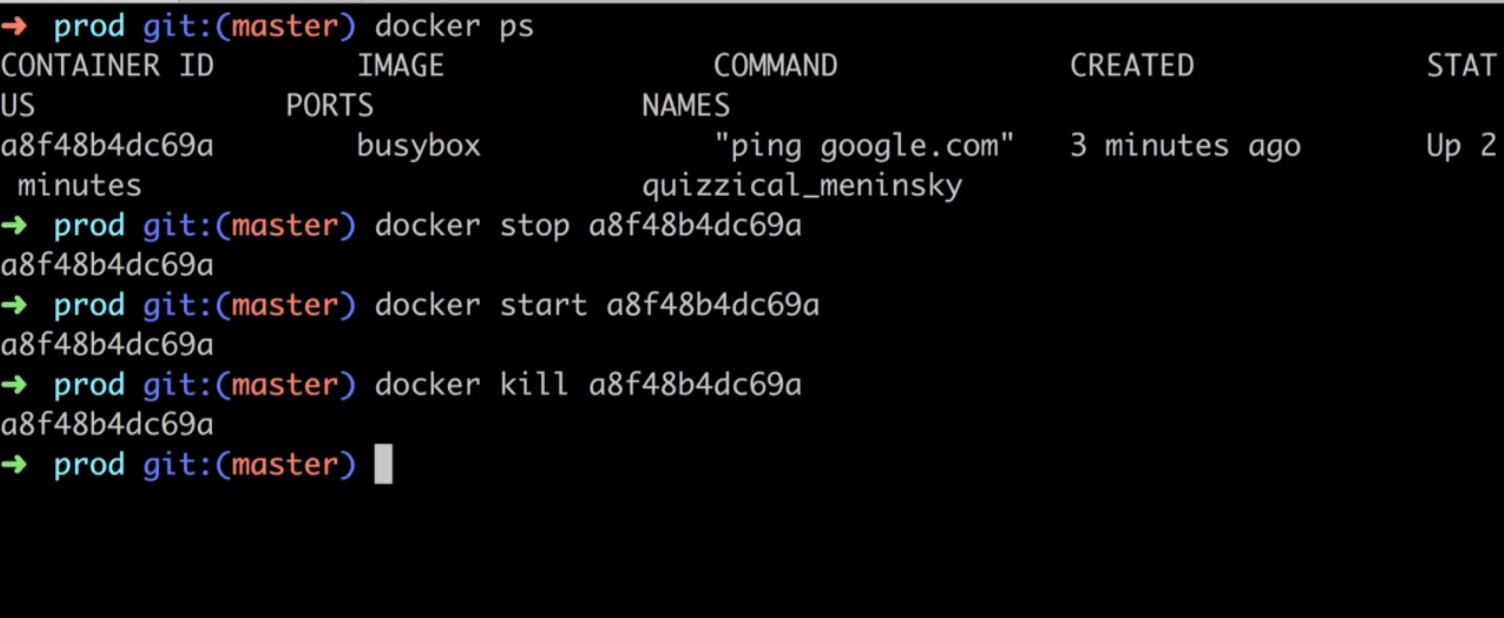 ➜ prod git:(master) docker ps
CONTAINER ID IMAGE COMMAND CREATED STAT
US PORTS NAMES
a8f48b4dc69a busybox "ping google.com" 3 minutes ago Up 2
minutes quizzical_meninsky
➜ prod git:(master) docker stop a8f48b4dc69a
a8f48b4dc69a
➜ prod git:(master) docker start a8f48b4dc69a
a8f48b4dc69a
➜ prod git:(master) docker kill a8f48b4dc69a
a8f48b4dc69a
➜ prod git:(master)